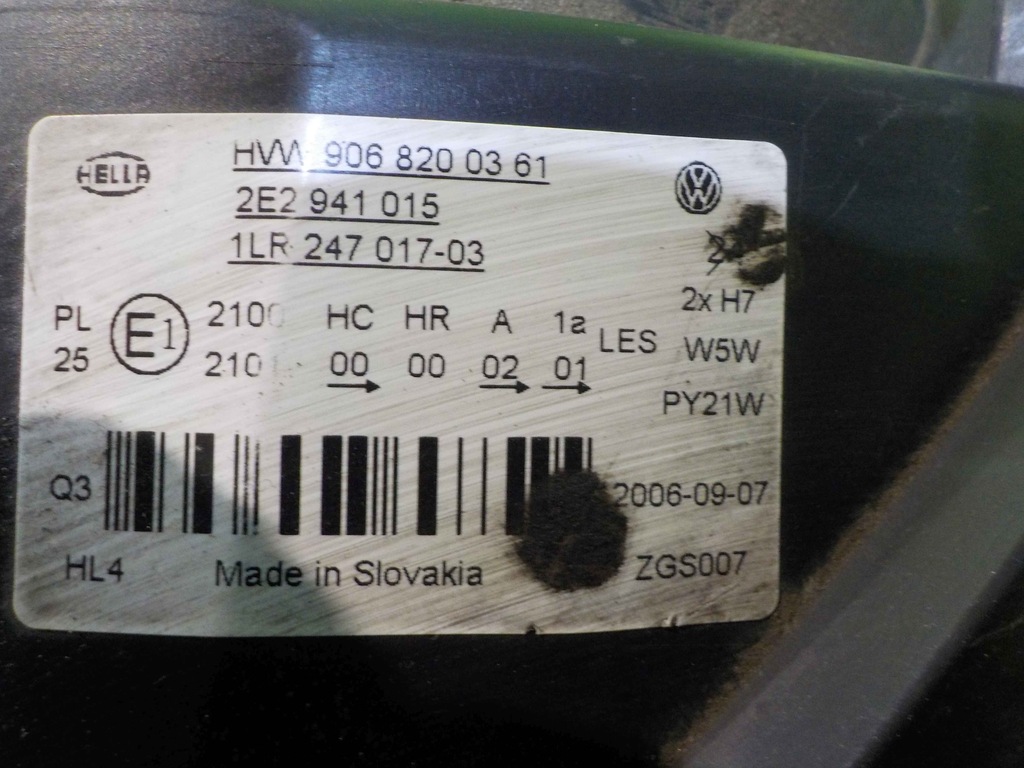 HELLA
HVW 906 820 03 61
2E2 941 015
1LR 247 017-03
PL
25
E1
2100 HC HR A 1a
210 00 00 02 01
LES
2x H7
W5W
PY21W
Q3
2006-09-07
HL4 Made in Slovakia ZGS007